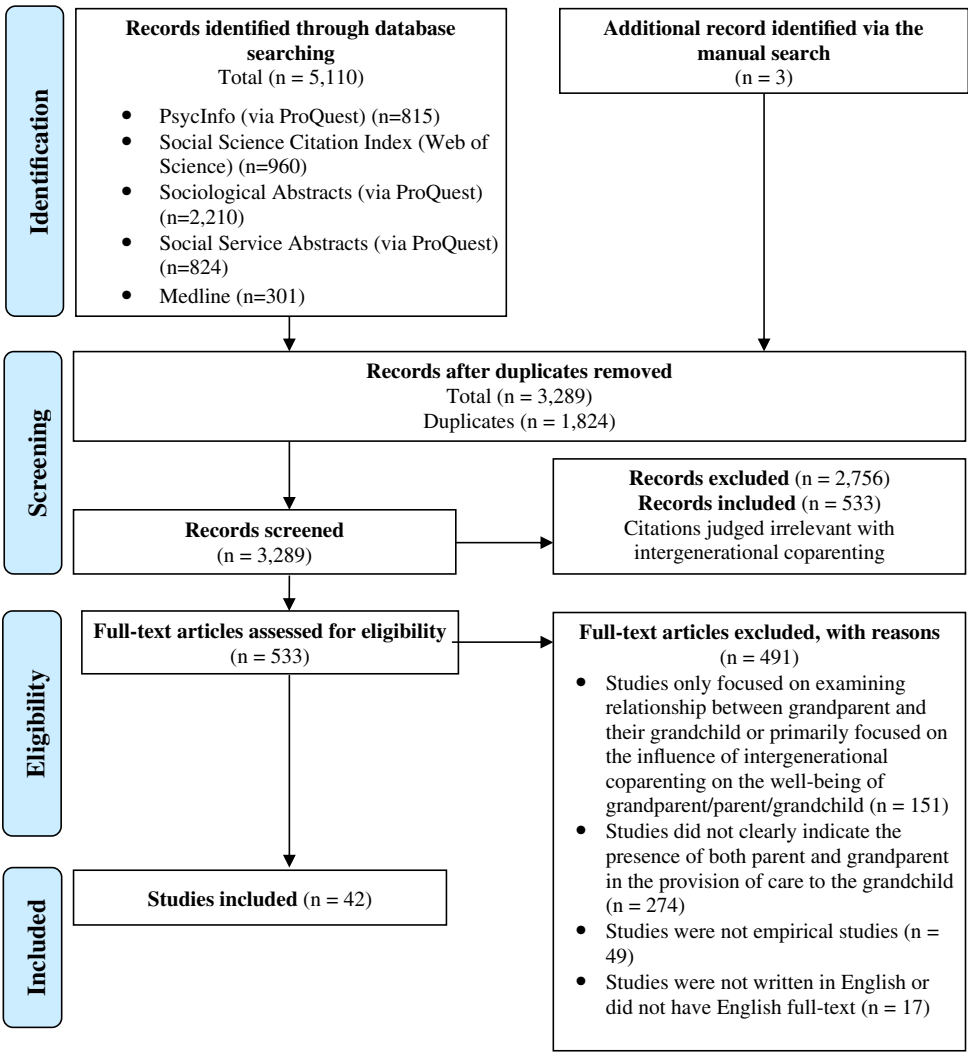 Identification
Records identified through database
searching
Total (n = 5,110)
• PsycInfo (via ProQuest) (n=815)
• Social Science Citation Index (Web of
Science) (n=960)
• Sociological Abstracts (via ProQuest)
(n=2,210)
• Social Service Abstracts (via ProQuest)
(n=824)
• Medline (n=301)
Additional record identified via the
manual search
(n = 3)
Screening
Records after duplicates removed
Total (n = 3,289)
Duplicates (n = 1,824)
Records screened
(n = 3,289)
Records excluded (n = 2,756)
Records included (n = 533)
Citations judged irrelevant with
intergenerational coparenting
Eligibility
Full-text articles assessed for eligibility
(n = 533)
Full-text articles excluded, with reasons
(n = 491)
• Studies only focused on examining
relationship between grandparent and
their grandchild or primarily focused on
the influence of intergenerational
coparenting on the well-being of
grandparent/parent/grandchild (n = 151)
• Studies did not clearly indicate the
presence of both parent and grandparent
in the provision of care to the grandchild
(n = 274)
• Studies were not empirical studies (n =
49)
• Studies were not written in English or
did not have English full-text (n = 17)
Included
Studies included (n = 42)